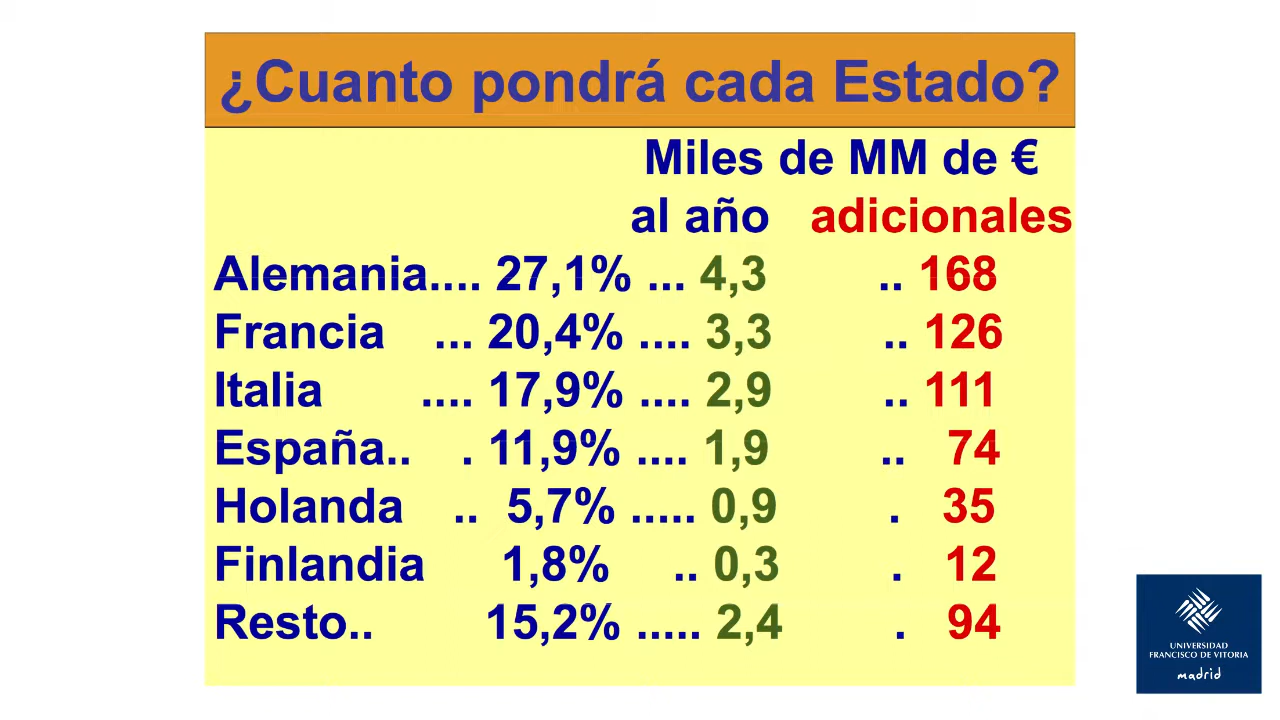 ¿Cuanto pondrá cada Estado?
Miles de MM de €
al año adicionales
Alemania.... 27,1% ... 4,3 .. 168
Francia ... 20,4% .... 3,3 .. 126
Italia .... 17,9% .... 2,9 .. 111
España.. . 11,9% .... 1,9 .. 74
Holanda .. 5,7% ..... 0,9 . 35
Finlandia 1,8% .. 0,3 . 12
Resto.. 15,2% ..... 2,4 . 94
UNIVERSIDAD
FRANCISCO DE VITORIA
madrid